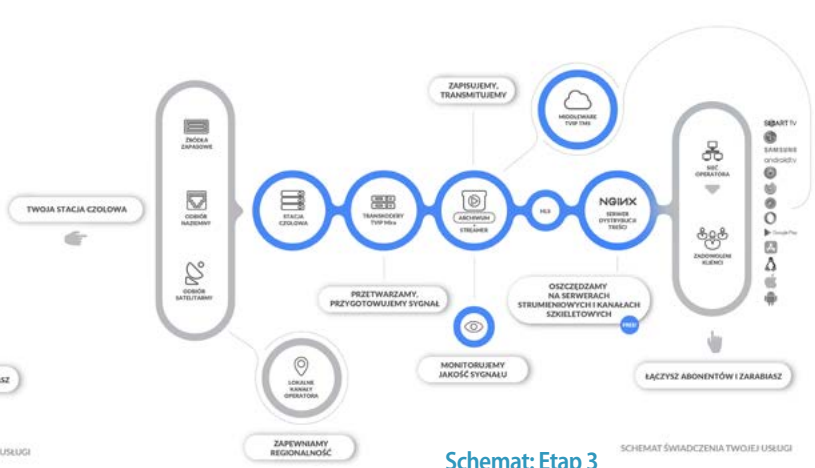 ZAPISUJEMY,
TRANSMITUJEMY
MIDDLEWARE
TVIP TMS
ŹRÓDŁA
ZAPASOWE
SMART TV
SAMSUNG
androidtv
Google Play
SIEĆ
OPERATORA
TWOJA STACJA CZOŁOWA
ODBIÓR
NAZIEMNY
STACJA
CZOŁOWA
TRANSKODERY
TVIP Mira
ARCHIWUM
+
STREAMER
HLS
NGINX
SERWER
DYSTRYBUCJI
TREŚCI
ZADOWOLENI
KLIENCI
ODBIÓR
SATELITARNY
PRZETWARZAMY,
PRZYGOTOWUJEMY SYGNAŁ
OSZCZĘDZAMY
NA SERWERACH
STRUMIENIOWYCH I KANAŁACH
SZKIELETOWYCH
FREE!
MONITORUJEMY
JAKOŚĆ SYGNAŁU
ŁĄCZYSZ ABONENTÓW I ZARABIASZ
LOKALNE
KANAŁY
OPERATORA
ZAPEWNIAMY
REGIONALNOŚĆ
USŁUGI
Schemat: Etap 3
SCHEMAT ŚWIADCZENIA TWOJEJ USŁUGI